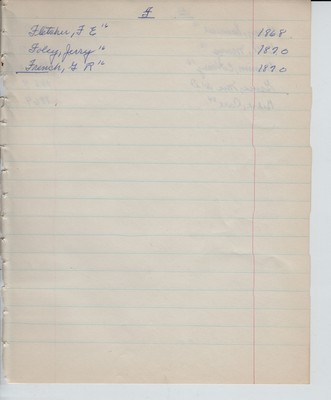 F
Fletcher, F E 16 1868
Foley, Jerry 16 1870
French, F R 16 1870